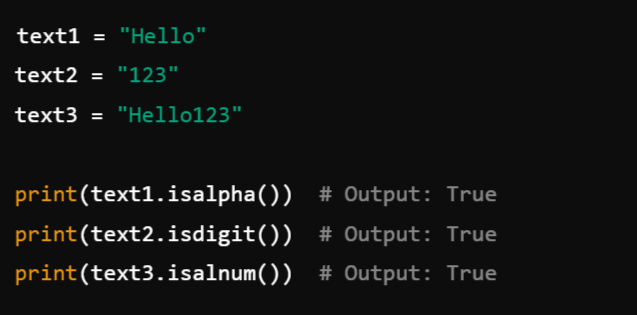 text1 = "Hello"
text2 = "123"
text3 = "Hello123"
print(text1.isalpha())  # Output: True
print(text2.isdigit())  # Output: True
print(text3.isalnum())  # Output: True